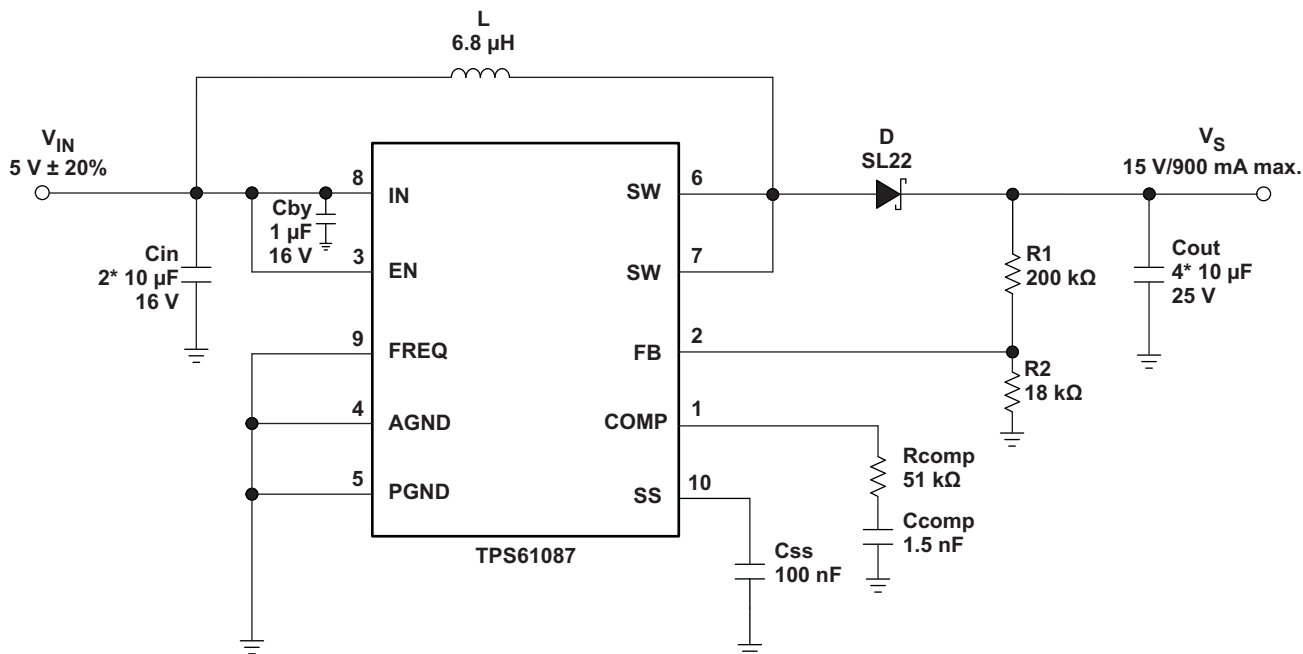 L
6.8 µH
VIN
5 V ± 20%
Cin
2* 10 µF
16 V
Cby
1 µF
16 V
8
IN
3
EN
9
FREQ
4
AGND
5
PGND
SW
6
SW
7
FB
2
COMP
1
SS
10
TPS61087
D
SL22
VS
15 V/900 mA max.
R1
200 kΩ
Cout
4* 10 µF
25 V
R2
18 kΩ
Rcomp
51 kΩ
Ccomp
1.5 nF
Css
100 nF